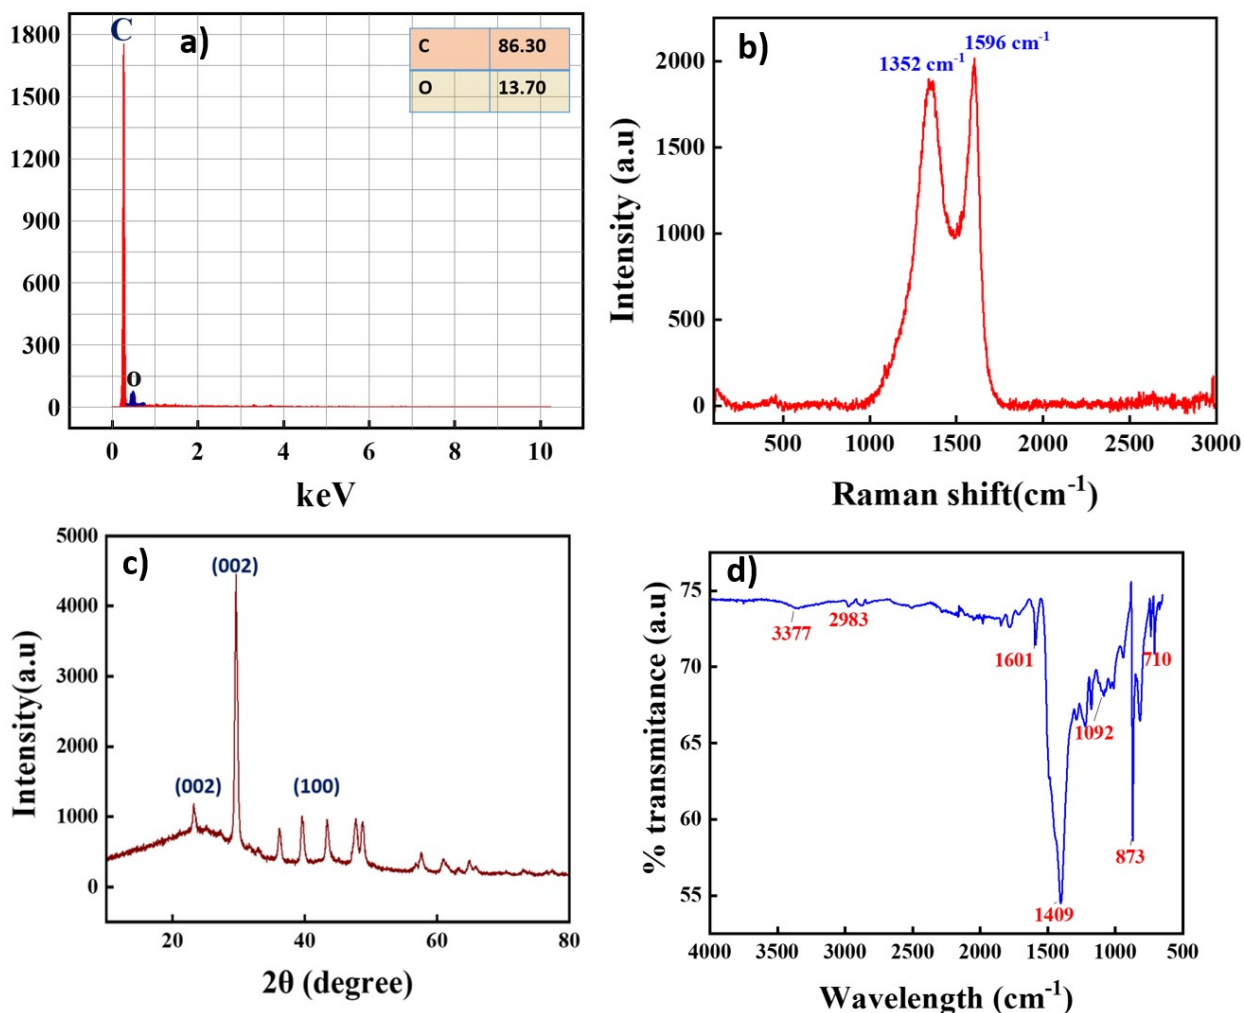 a)
C
C 86.30
O 13.70
O
1800
1500
1200
900
600
300
0
0 2 4 6 8 10
keV
b)
1352 cm⁻¹
1596 cm⁻¹
Intensity (a.u)
2000
1500
1000
500
0
500 1000 1500 2000 2500 3000
Raman shift(cm⁻¹)
c)
(002)
(002)
(100)
Intensity(a.u)
5000
4000
3000
2000
1000
0
20 40 60 80
2θ (degree)
d)
3377
2983
1601
1409
1092
873
710
% transmitance (a.u)
75
70
65
60
55
4000 3500 3000 2500 2000 1500 1000 500
Wavelength (cm⁻¹)